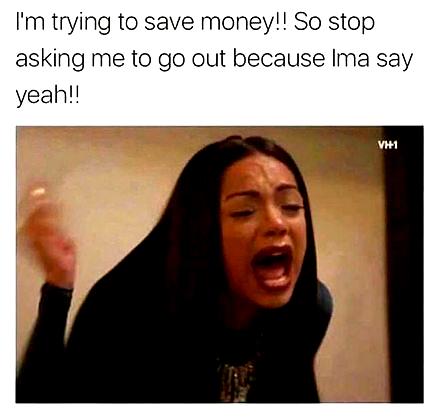 I'm trying to save money!! So stop
asking me to go out because Ima say
yeah!!
VH1